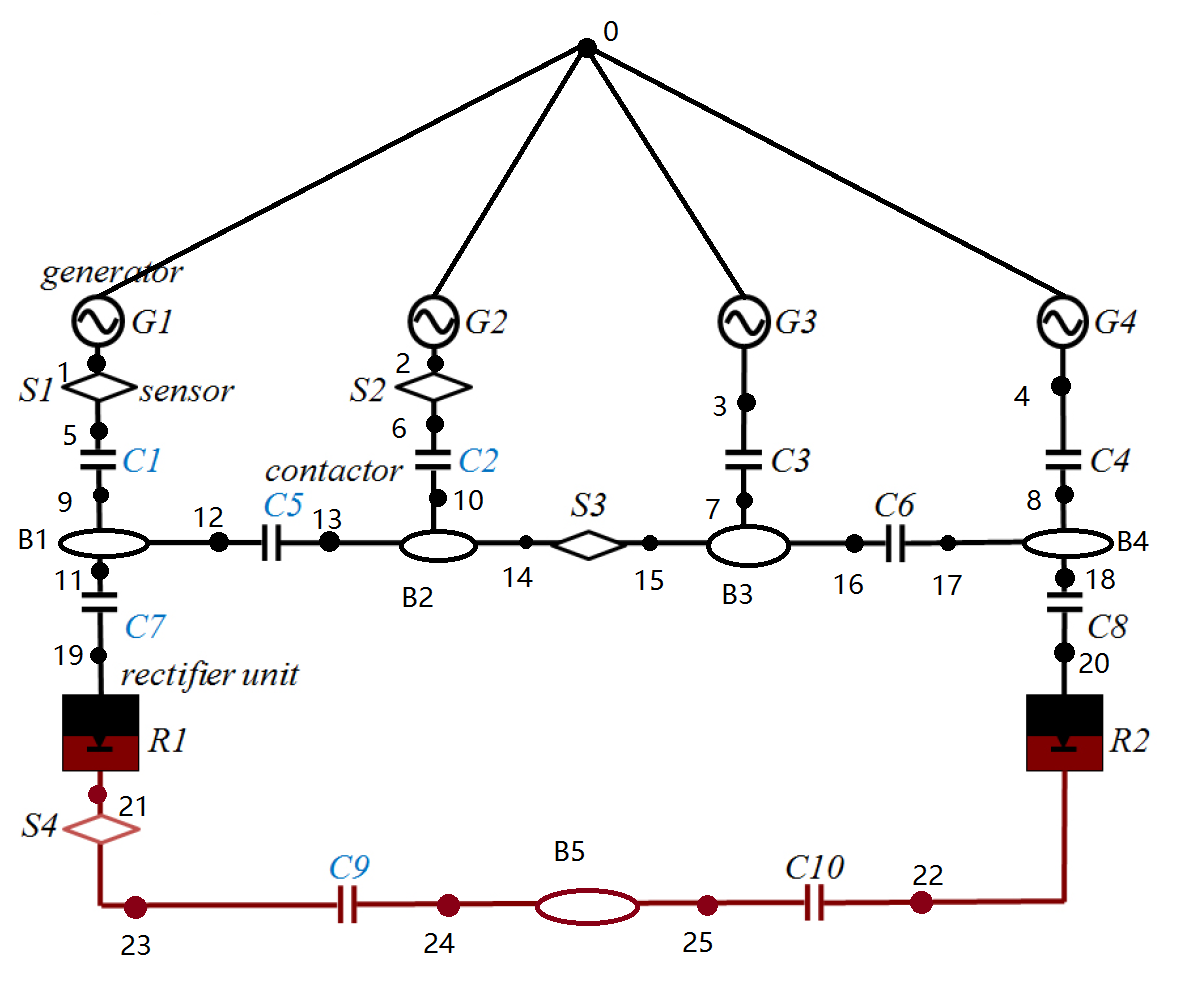 0
generator
G1
G2
G3
G4
1
2
3
4
S1
sensor
S2
5
6
C1
C2
C3
C4
contactor
9
10
7
8
12
C5
13
S3
C6
B1
B4
11
B2
14
15
B3
16
17
18
C7
C8
19
20
rectifier unit
R1
R2
21
S4
C9
B5
C10
22
23
24
25